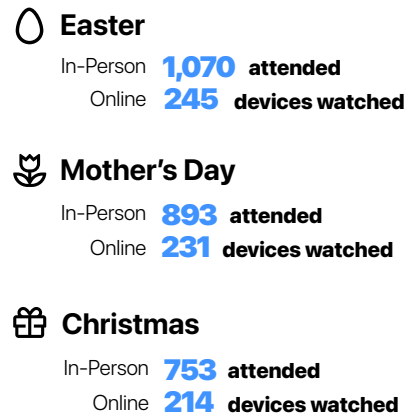 Easter
In-Person 1,070 attended
Online 245 devices watched
Mother's Day
In-Person 893 attended
Online 231 devices watched
Christmas
In-Person 753 attended
Online 214 devices watched